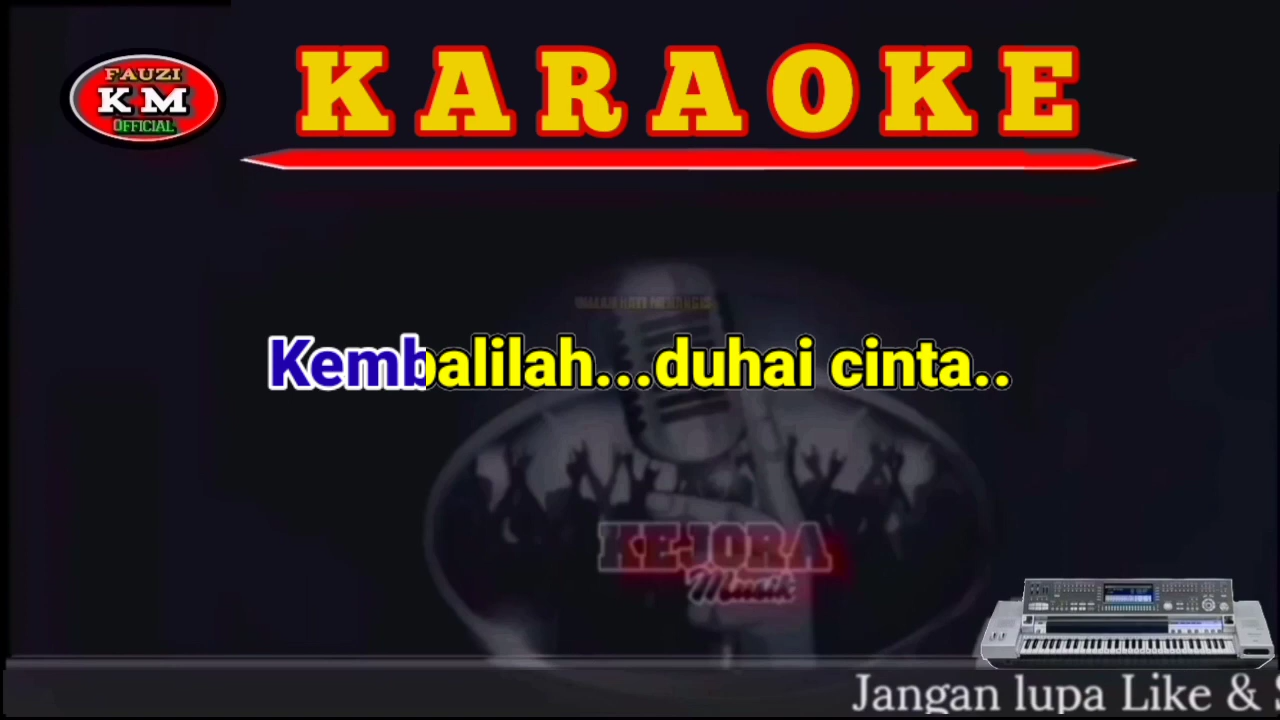 FAUZI
KM
OFFICIAL
KARAOKE
Kembalilah...duhai cinta..
KEJORA
Musik
Jangan lupa Like &